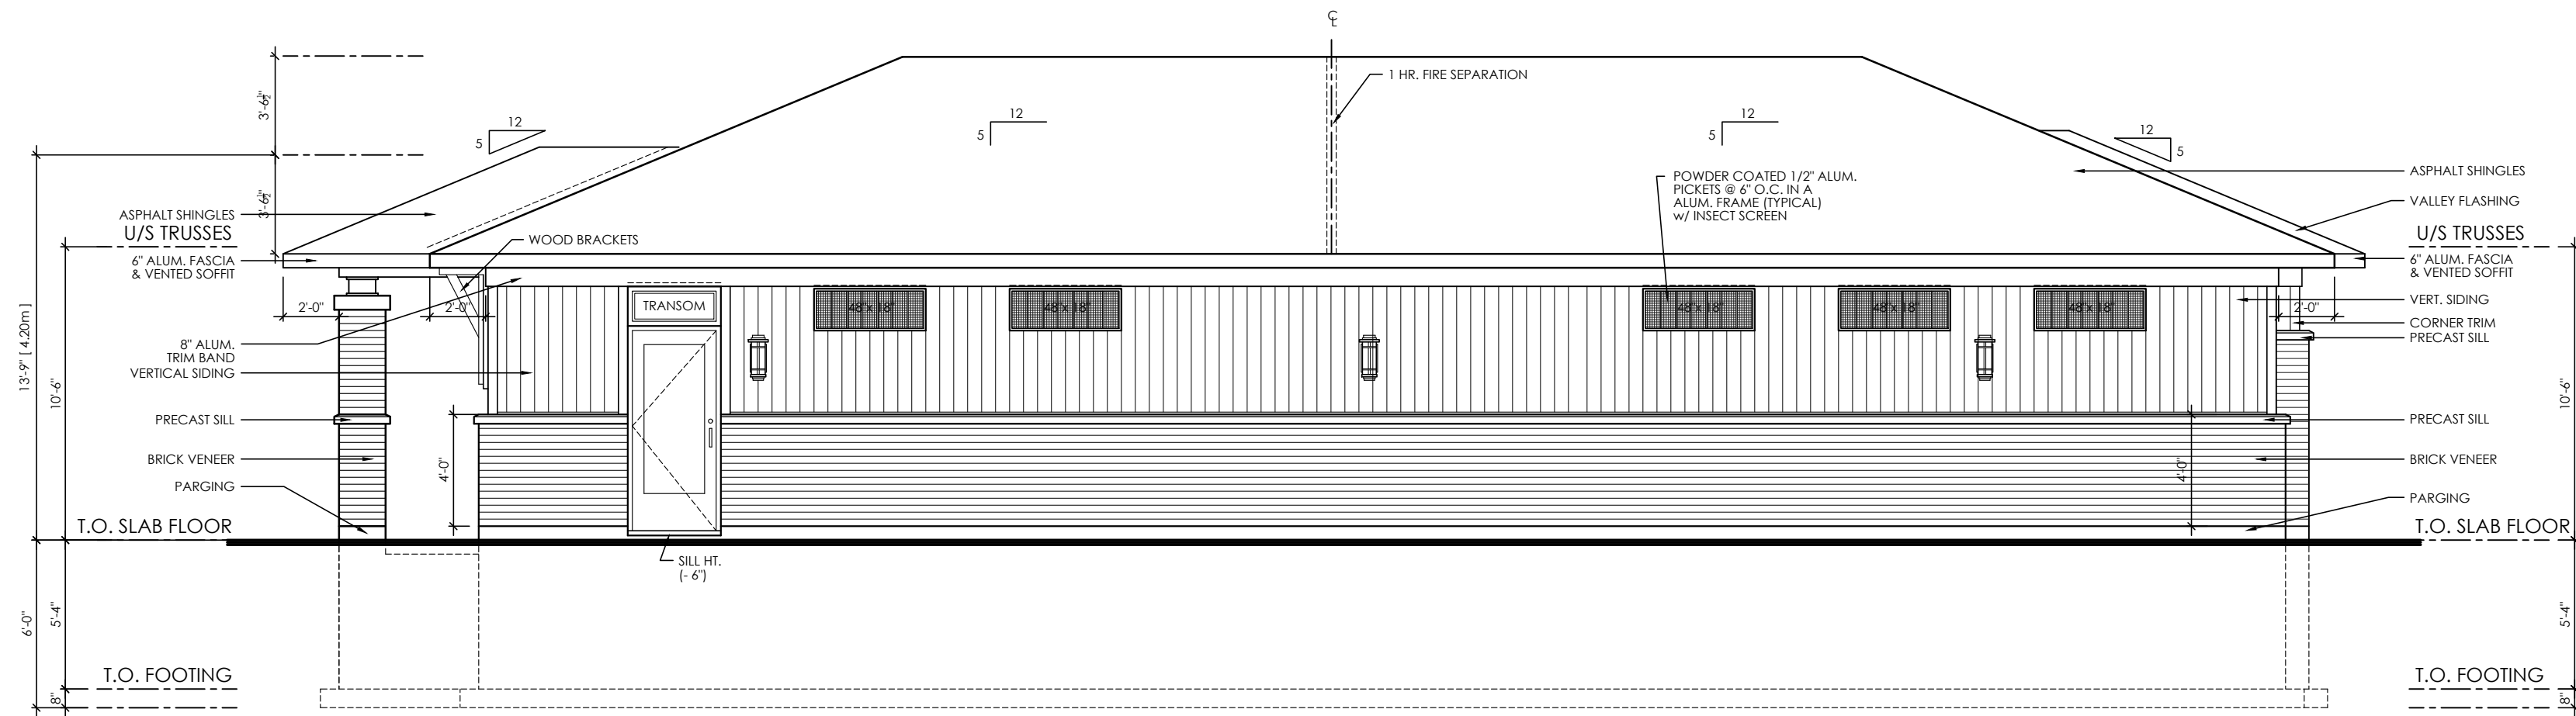 ℄
1 HR. FIRE SEPARATION
3'-6½"
3'-6½"
12
5
12
5
12
5
12
5
POWDER COATED 1/2" ALUM.
PICKETS @ 6" O.C. IN A
ALUM. FRAME (TYPICAL)
w/ INSECT SCREEN
ASPHALT SHINGLES
U/S TRUSSES
6" ALUM. FASCIA
& VENTED SOFFIT
WOOD BRACKETS
2'-0"
2'-0"
8" ALUM.
TRIM BAND
VERTICAL SIDING
PRECAST SILL
BRICK VENEER
PARGING
T.O. SLAB FLOOR
T.O. FOOTING
13'-9" [ 4.20m ]
10'-6"
6'-0"
5'-4"
8"
4'-0"
TRANSOM
SILL HT.
(- 6")
48"x 18"
48"x 18"
48"x 18"
48"x 18"
48"x 18"
4'-0"
2'-0"
ASPHALT SHINGLES
VALLEY FLASHING
U/S TRUSSES
6" ALUM. FASCIA
& VENTED SOFFIT
VERT. SIDING
CORNER TRIM
PRECAST SILL
PRECAST SILL
BRICK VENEER
PARGING
T.O. SLAB FLOOR
T.O. FOOTING
10'-6"
5'-4"
8"